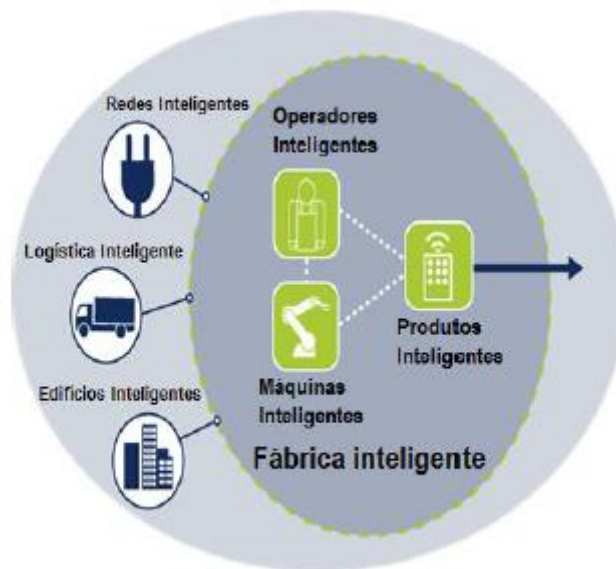 Redes Inteligentes
Operadores
Inteligentes
Logística Inteligente
Produtos
Inteligentes
Edifícios Inteligentes
Máquinas
Inteligentes
Fábrica inteligente